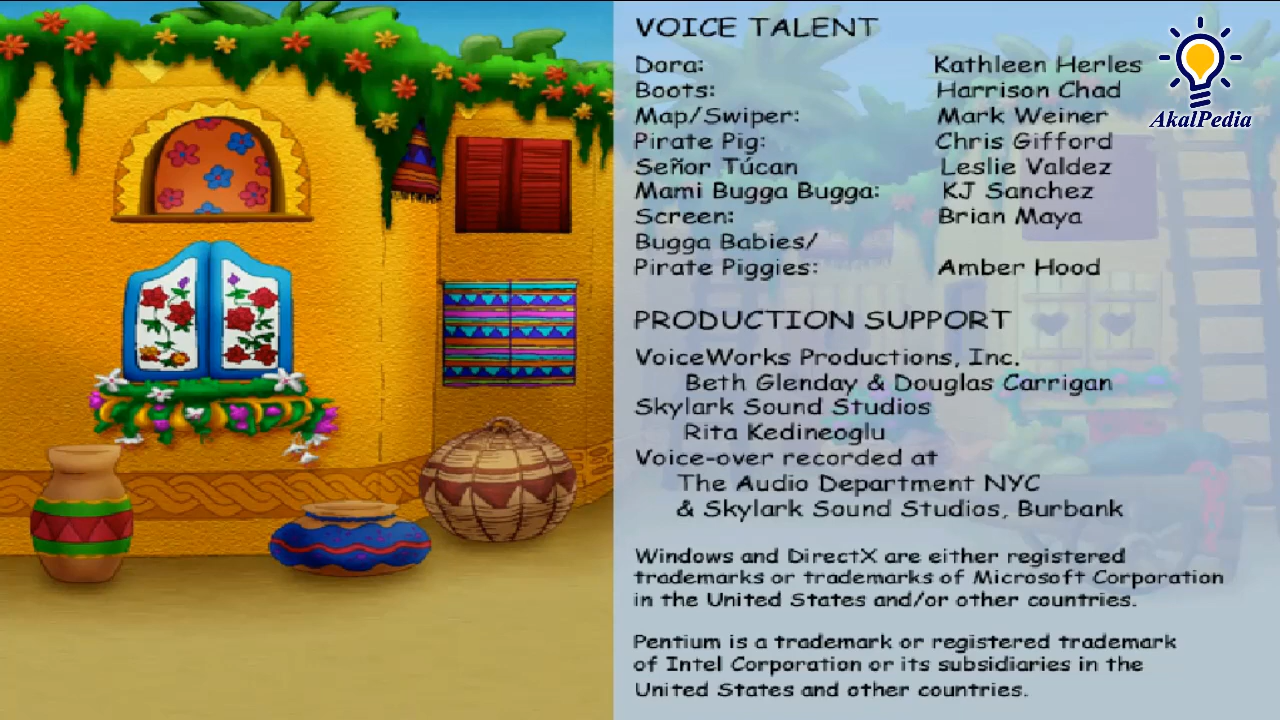 VOICE TALENT
Dora: Kathleen Herles
Boots: Harrison Chad
Map/Swiper: Mark Weiner
Pirate Pig: Chris Gifford
Señor Túcan Leslie Valdez
Mami Bugga Bugga: KJ Sanchez
Screen: Brian Maya
Bugga Babies/
Pirate Piggies: Amber Hood
PRODUCTION SUPPORT
VoiceWorks Productions, Inc.
Beth Glenday & Douglas Carrigan
Skylark Sound Studios
Rita Kedineoglu
Voice-over recorded at
The Audio Department NYC
& Skylark Sound Studios, Burbank
Windows and DirectX are either registered
trademarks or trademarks of Microsoft Corporation
in the United States and/or other countries.
Pentium is a trademark or registered trademark
of Intel Corporation or its subsidiaries in the
United States and other countries.
AkalPedia